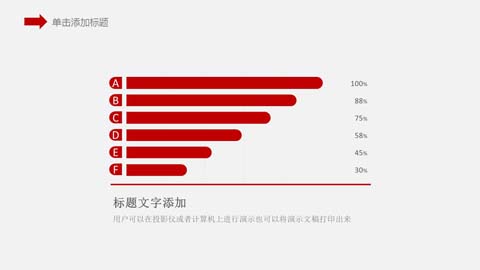 单击添加标题
A 100%
B 88%
C 75%
D 58%
E 45%
F 30%
标题文字添加
用户可以在投影仪或者计算机上进行演示也可以将演示文稿打印出来